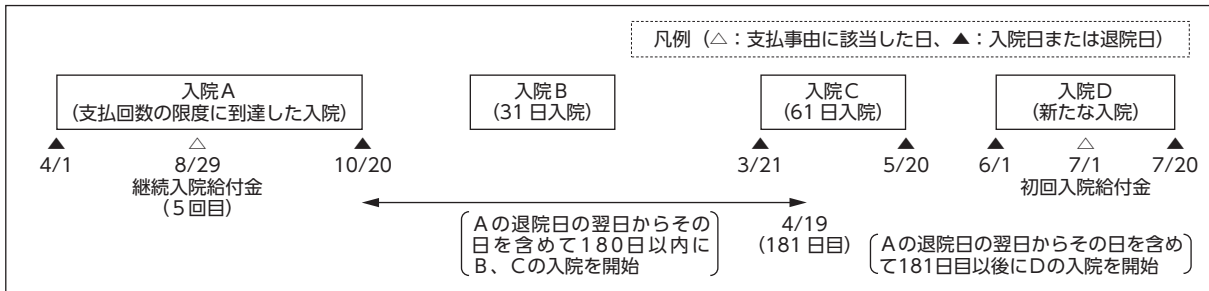 凡例(△:支払事由に該当した日、▲:入院日または退院日)
入院A
(支払回数の限度に到達した入院)
入院B
(31日入院)
入院C
(61日入院)
入院D
(新たな入院)
▲ △ ▲ ▲ ▲ ▲ △ ▲
4/1 8/29 10/20 3/21 5/20 6/1 7/1 7/20
継続入院給付金
(5回目)
初回入院給付金
Aの退院日の翌日からその
日を含めて180日以内に
B、Cの入院を開始
4/19
(181日目)
Aの退院日の翌日からその日を含め
て181日目以後にDの入院を開始